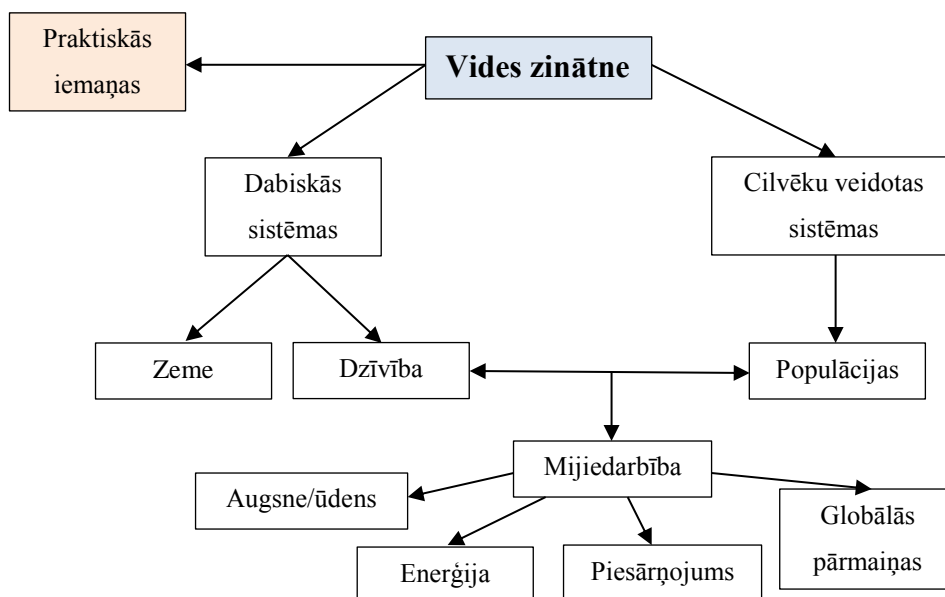 Praktiskās
iemaņas
Vides zinātne
Dabiskās
sistēmas
Cilvēku veidotas
sistēmas
Zeme
Dzīvība
Populācijas
Mijiedarbība
Augsne/ūdens
Globālās
pārmaiņas
Enerģija
Piesārņojums